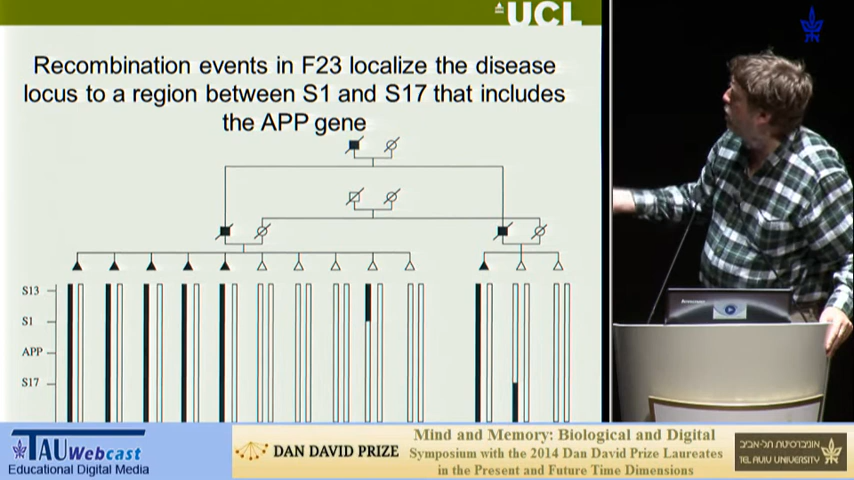 UCL
Recombination events in F23 localize the disease
locus to a region between S1 and S17 that includes
the APP gene
S13
S1
APP
S17
TAU Webcast
Educational Digital Media
DAN DAVID PRIZE
Mind and Memory: Biological and Digital
Symposium with the 2014 Dan David Prize Laureates
in the Present and Future Time Dimensions
אוניברסיטת תל-אביב
TEL AVIV UNIVERSITY